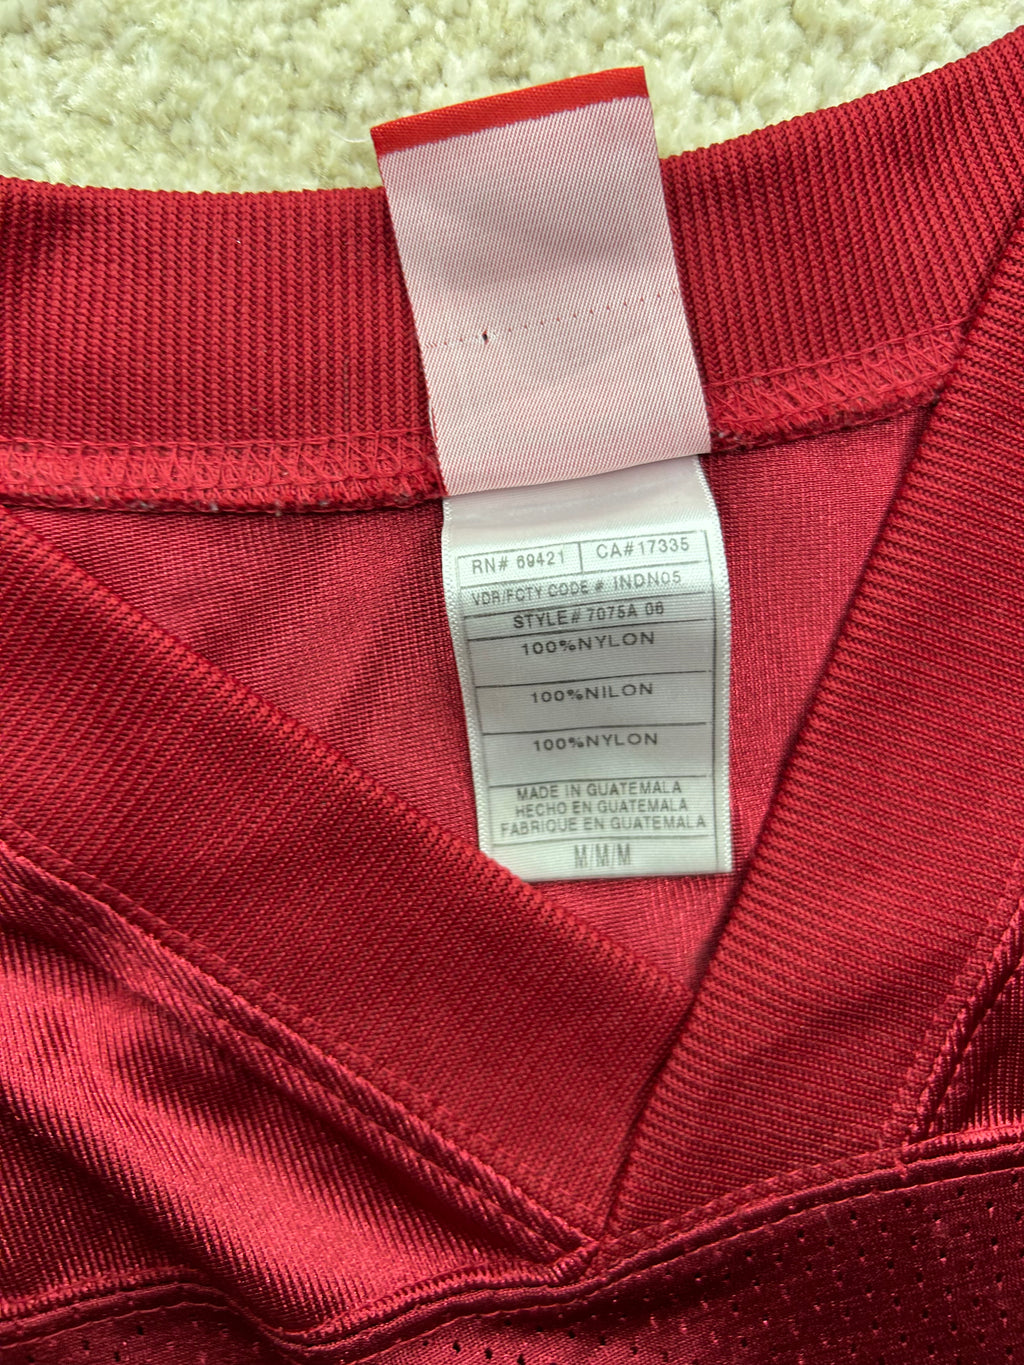 RN# 69421 CA#17335
VDR/FCTY CODE # INDN05
STYLE# 7075A 06
100%NYLON
100%NILON
100%NYLON
MADE IN GUATEMALA
HECHO EN GUATEMALA
FABRIQUE EN GUATEMALA
M/M/M